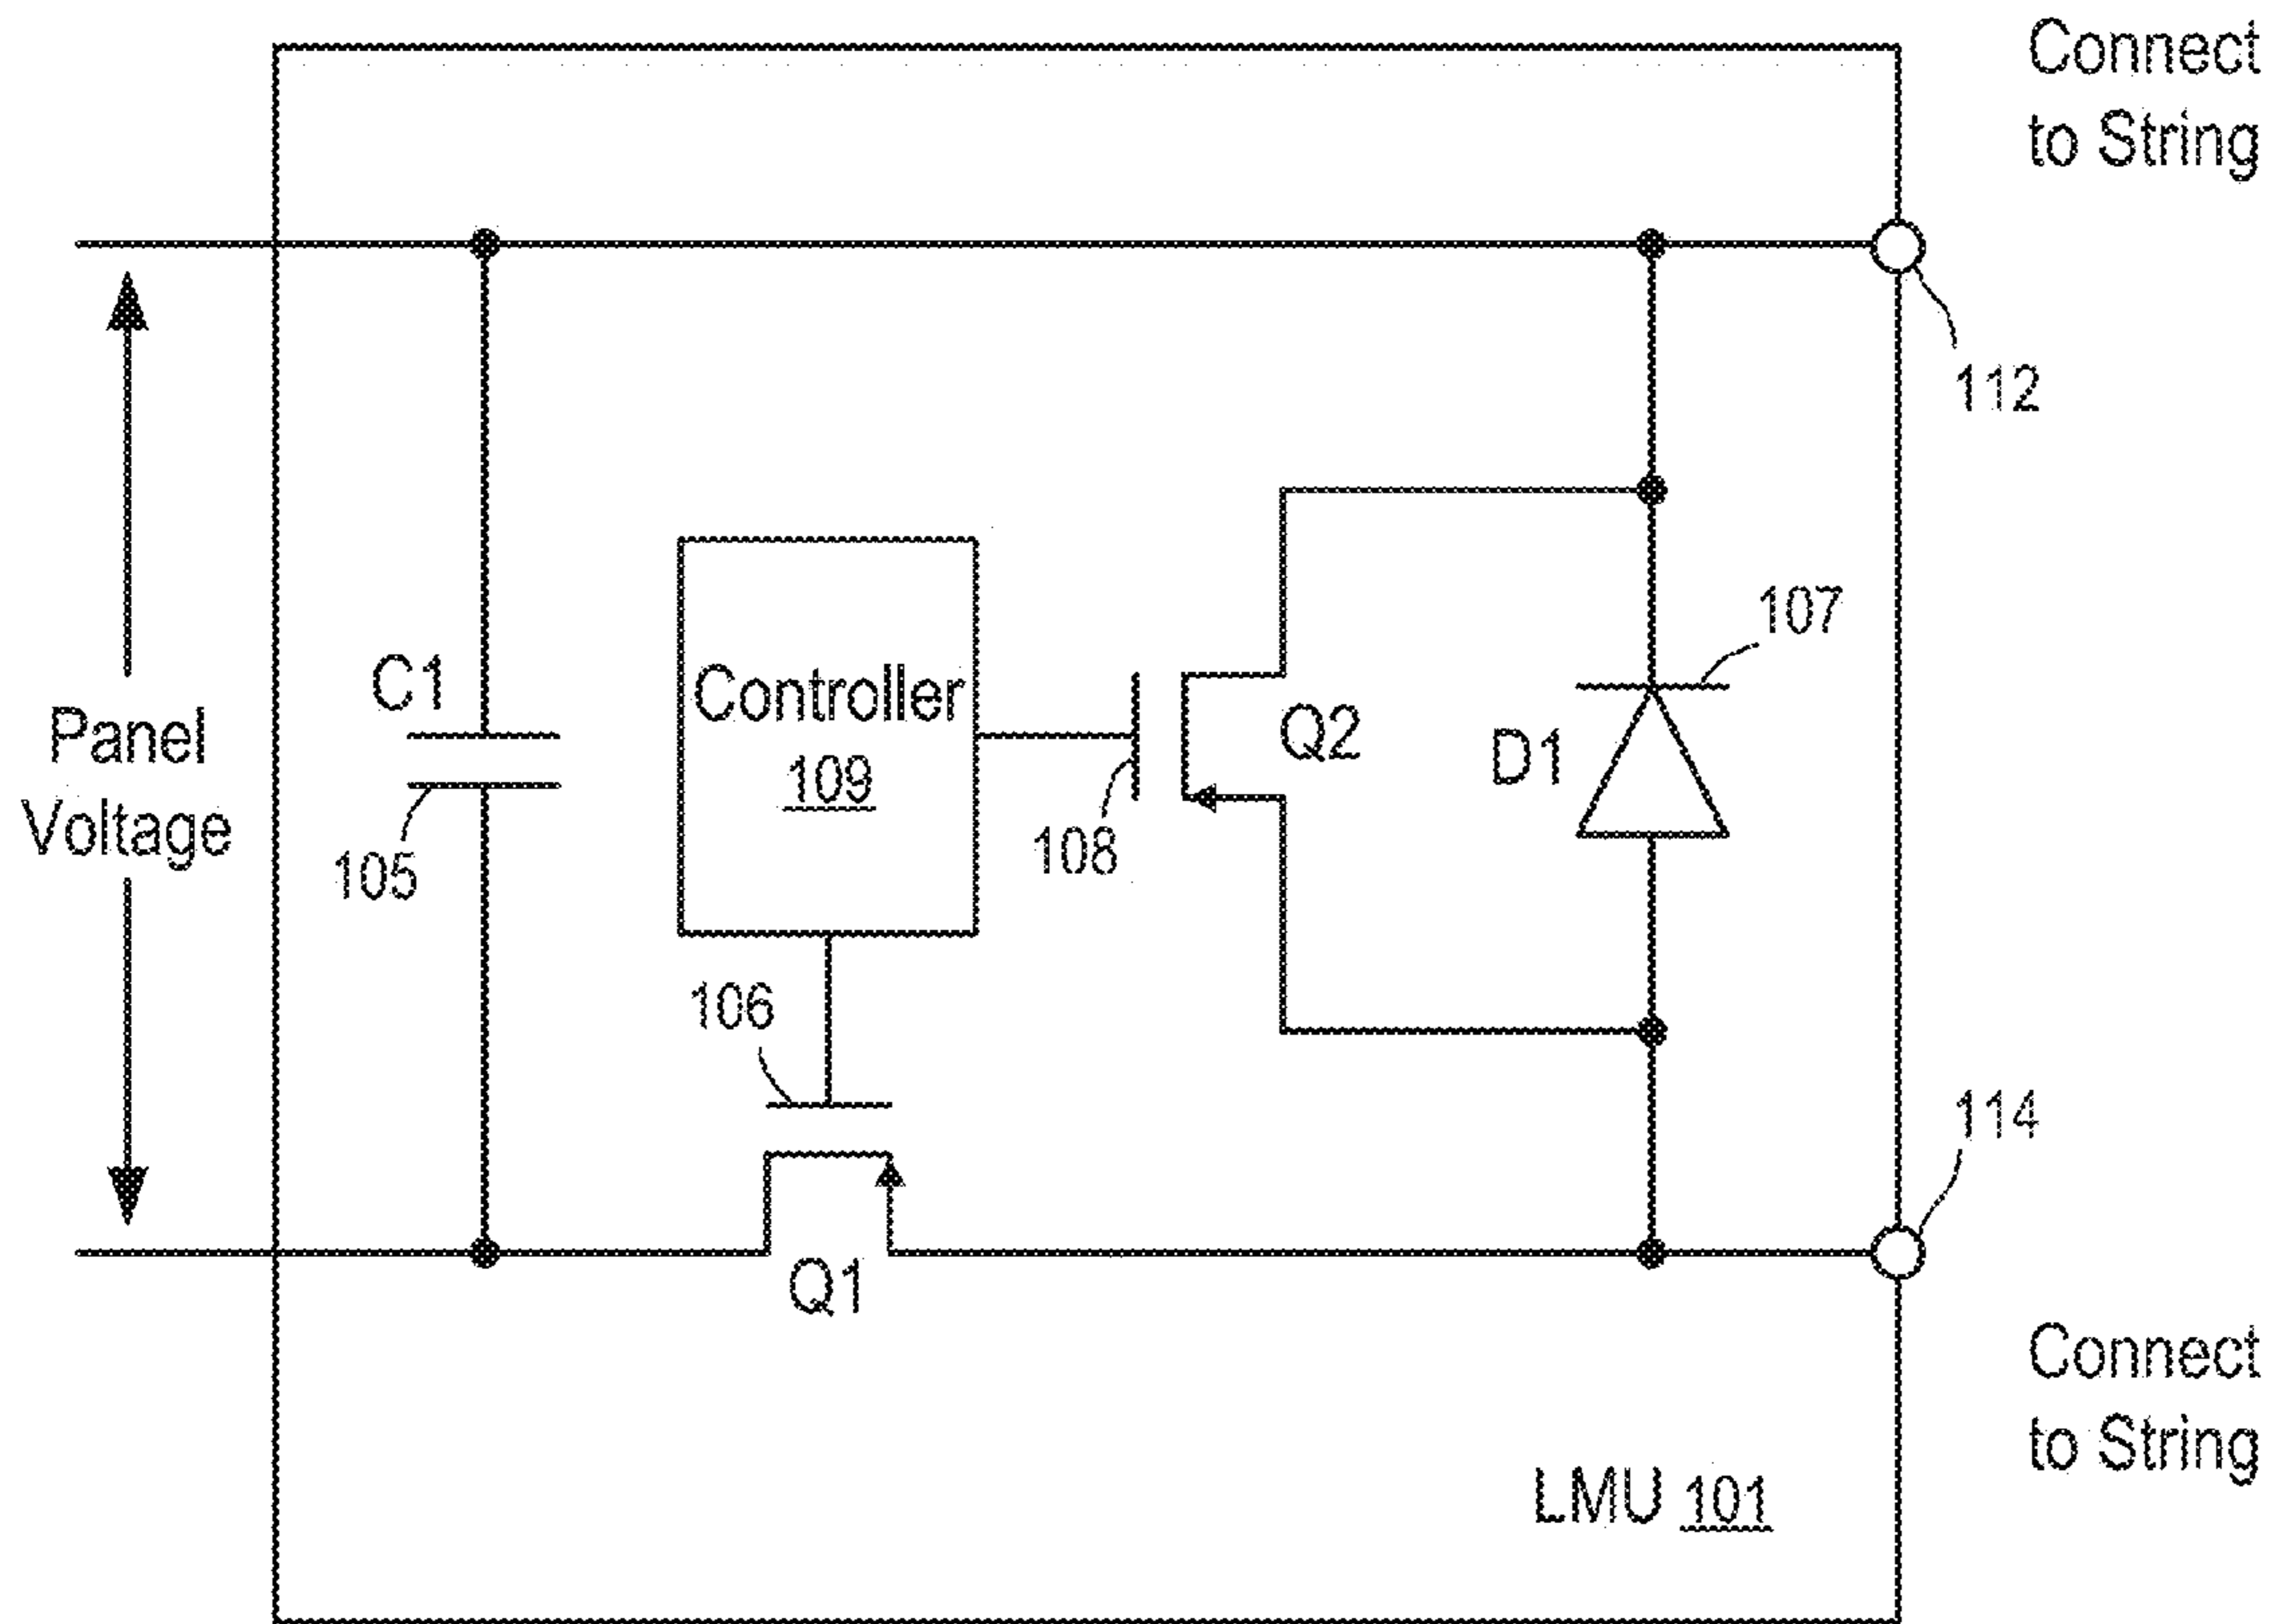 Connect
to String
112
107
C1
Controller
109
Q2
D1
Panel
Voltage
105
108
106
114
Q1
Connect
to String
LMU 101